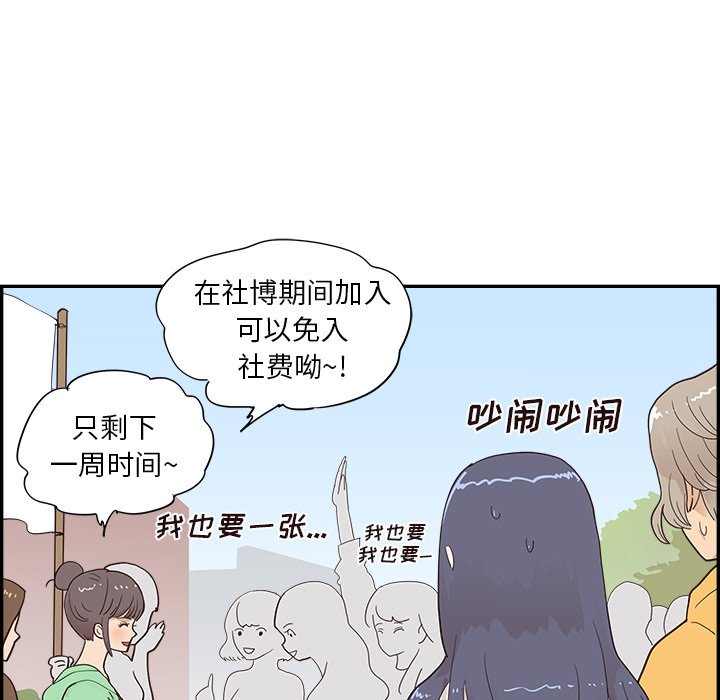 在社博期间加入
可以免入
社费呦~!
只剩下
一周时间~
吵闹吵闹
我也要一张...
我也要
我也要~